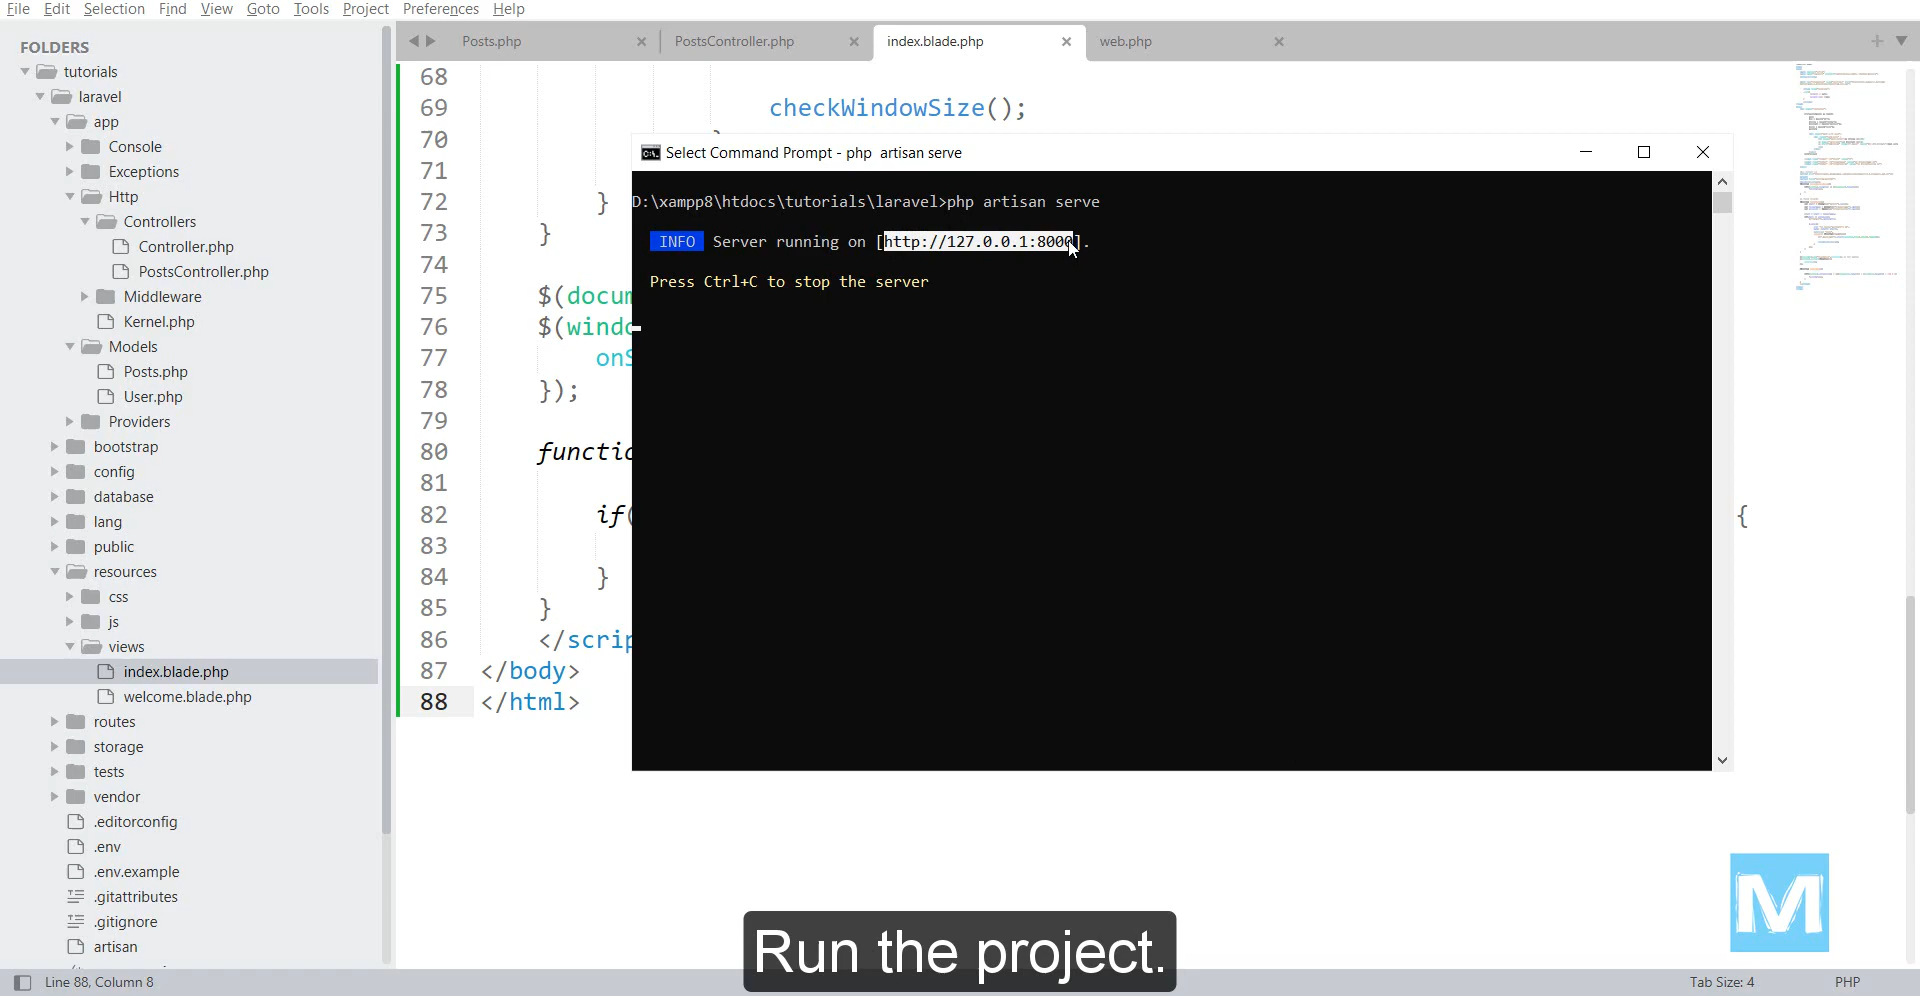 File Edit Selection Find View Goto Tools Project Preferences Help
FOLDERS
tutorials
laravel
app
Console
Exceptions
Http
Controllers
Controller.php
PostsController.php
Middleware
Kernel.php
Models
Posts.php
User.php
Providers
bootstrap
config
database
lang
public
resources
css
js
views
index.blade.php
welcome.blade.php
routes
storage
tests
vendor
.editorconfig
.env
.env.example
.gitattributes
.gitignore
artisan
Posts.php PostsController.php index.blade.php web.php
68
69 checkWindowSize();
70
71
72 }
73 }
74
75 $(docum
76 $(windo
77 onS
78 });
79
80 functio
81
82 if( {
83
84 }
85 }
86 </scrip
87 </body>
88 </html>
Select Command Prompt - php artisan serve
D:\xampp8\htdocs\tutorials\laravel>php artisan serve
INFO Server running on [http://127.0.0.1:8000].
Press Ctrl+C to stop the server
M
Run the project.
Line 88, Column 8 Tab Size: 4 PHP